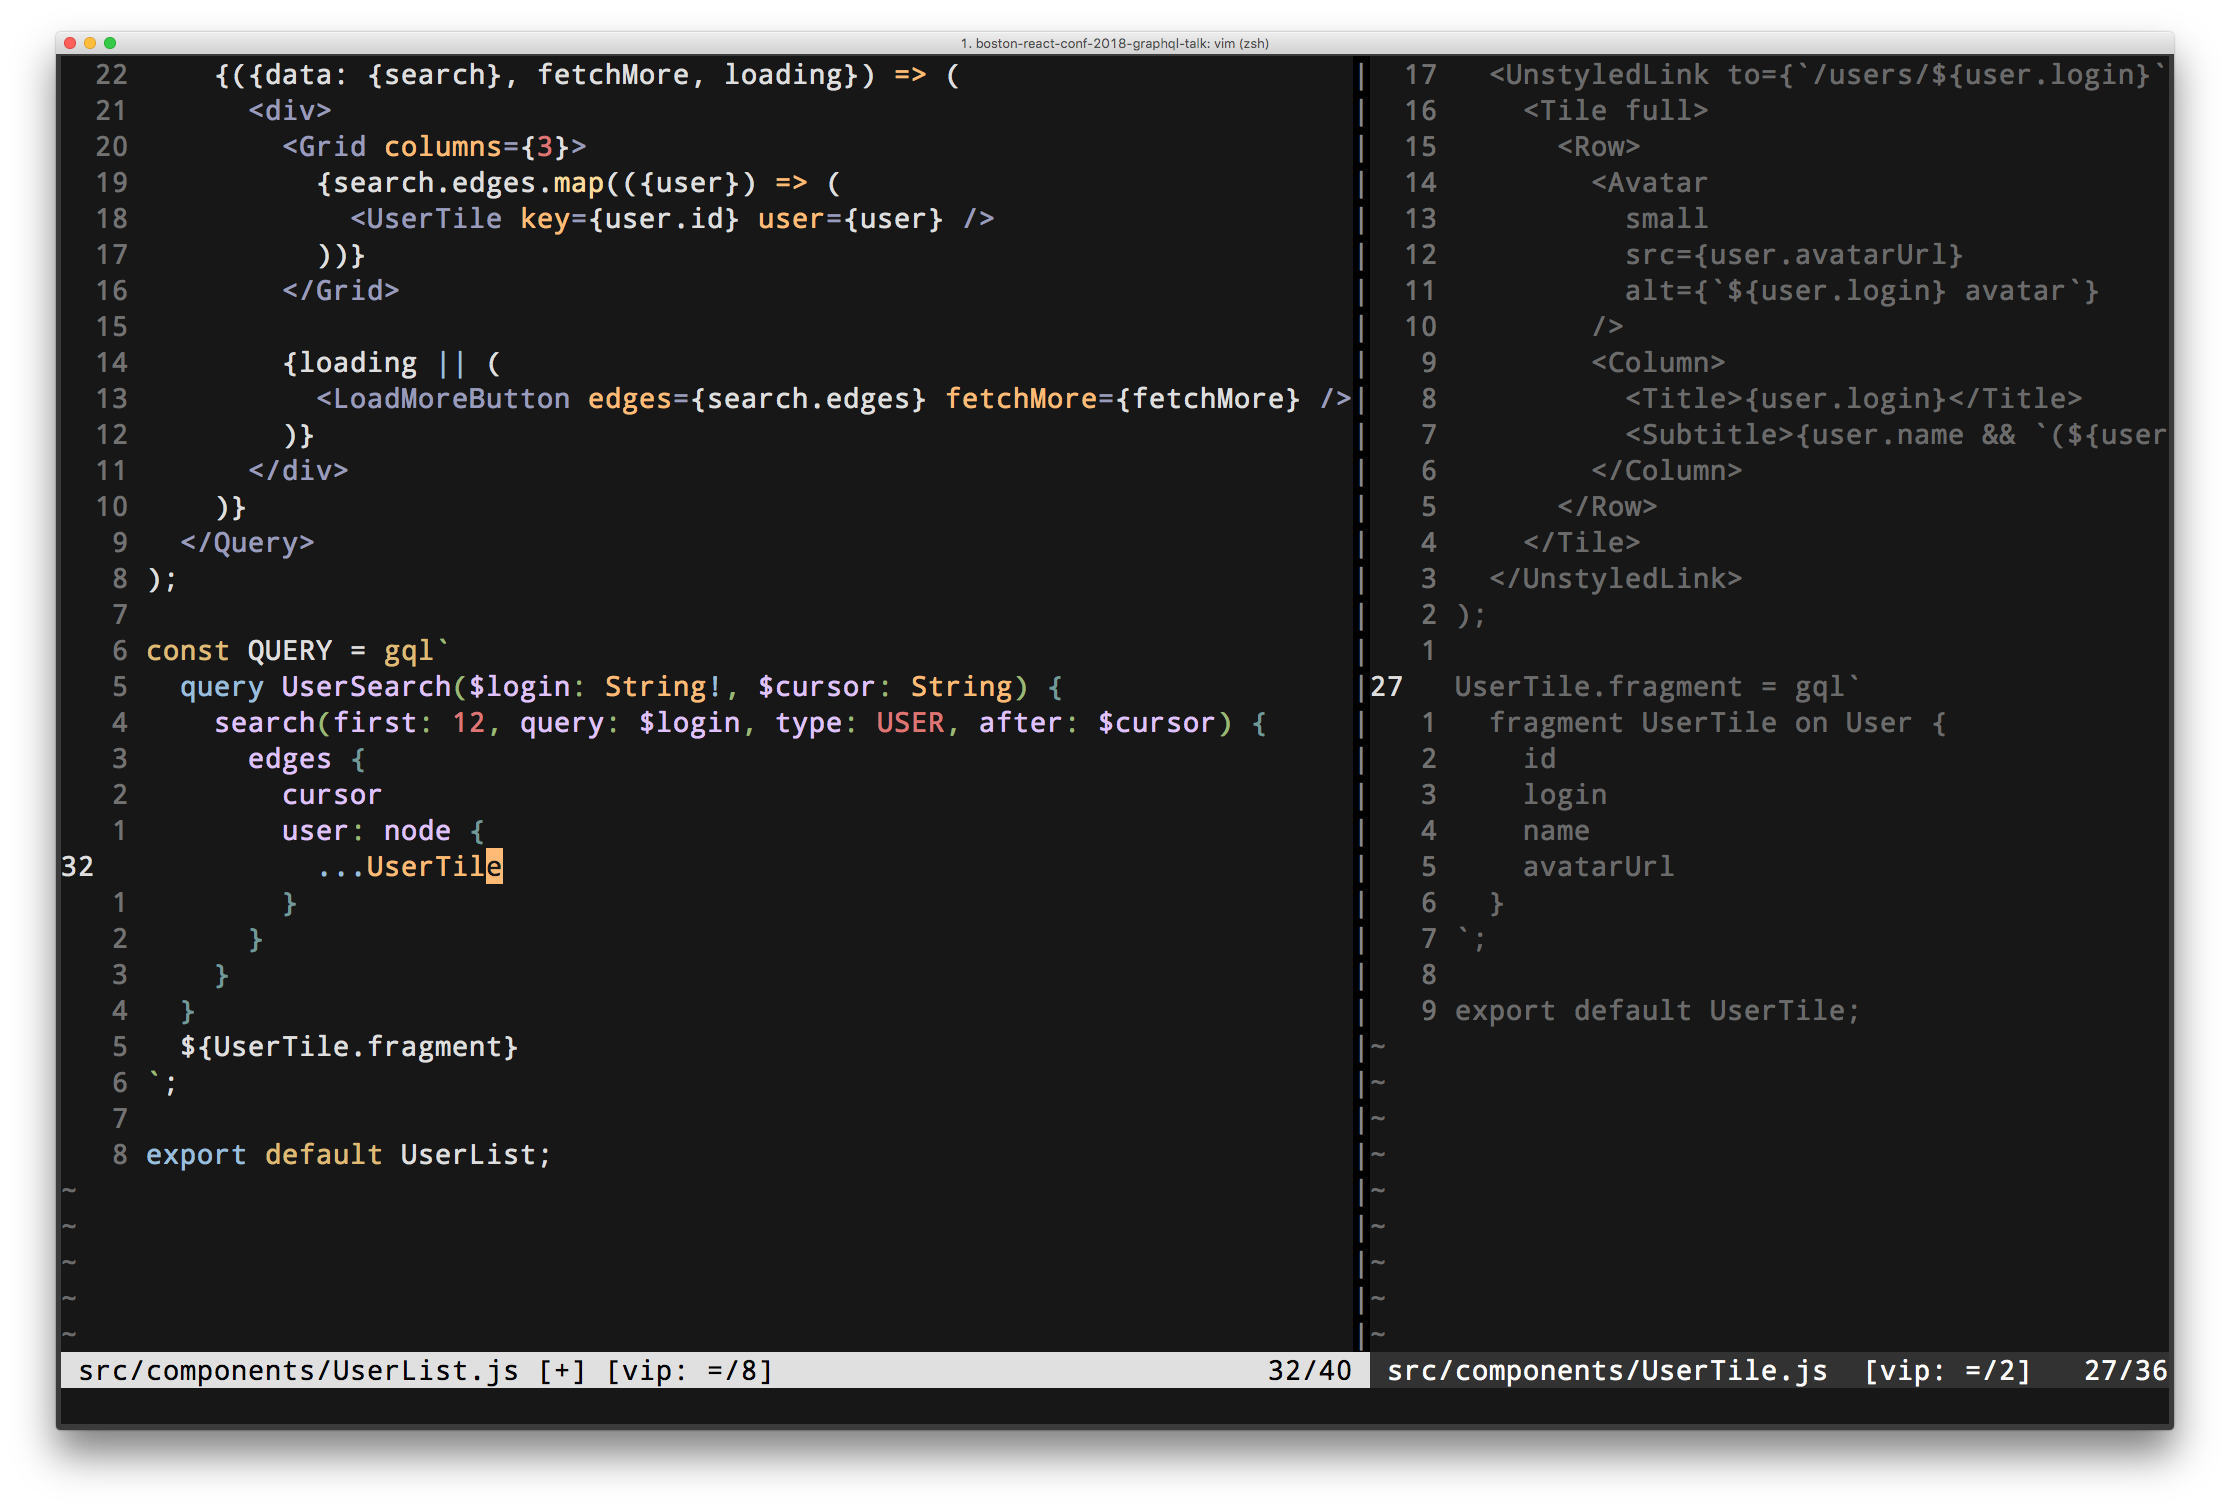 1. boston-react-conf-2018-graphql-talk: vim (zsh)
22     {({data: {search}, fetchMore, loading}) => (
21       <div>
20         <Grid columns={3}>
19           {search.edges.map(({user}) => (
18             <UserTile key={user.id} user={user} />
17           ))}
16         </Grid>
15
14         {loading || (
13           <LoadMoreButton edges={search.edges} fetchMore={fetchMore} />
12         )}
11       </div>
10     )}
9   </Query>
8 );
7
6 const QUERY = gql`
5   query UserSearch($login: String!, $cursor: String) {
4     search(first: 12, query: $login, type: USER, after: $cursor) {
3       edges {
2         cursor
1         user: node {
32           ...UserTile
1         }
2       }
3     }
4   }
5   ${UserTile.fragment}
6 `;
7
8 export default UserList;
~
~
~
~
~
src/components/UserList.js [+] [vip: =/8] 32/40
17   <UnstyledLink to={`/users/${user.login}`
16     <Tile full>
15       <Row>
14         <Avatar
13           small
12           src={user.avatarUrl}
11           alt={`${user.login} avatar`}
10         />
9         <Column>
8           <Title>{user.login}</Title>
7           <Subtitle>{user.name && `(${user
6         </Column>
5       </Row>
4     </Tile>
3   </UnstyledLink>
2 );
1
27 UserTile.fragment = gql`
1   fragment UserTile on User {
2     id
3     login
4     name
5     avatarUrl
6   }
7 `;
8
9 export default UserTile;
~
~
~
~
~
~
~
~
~
src/components/UserTile.js [vip: =/2] 27/36